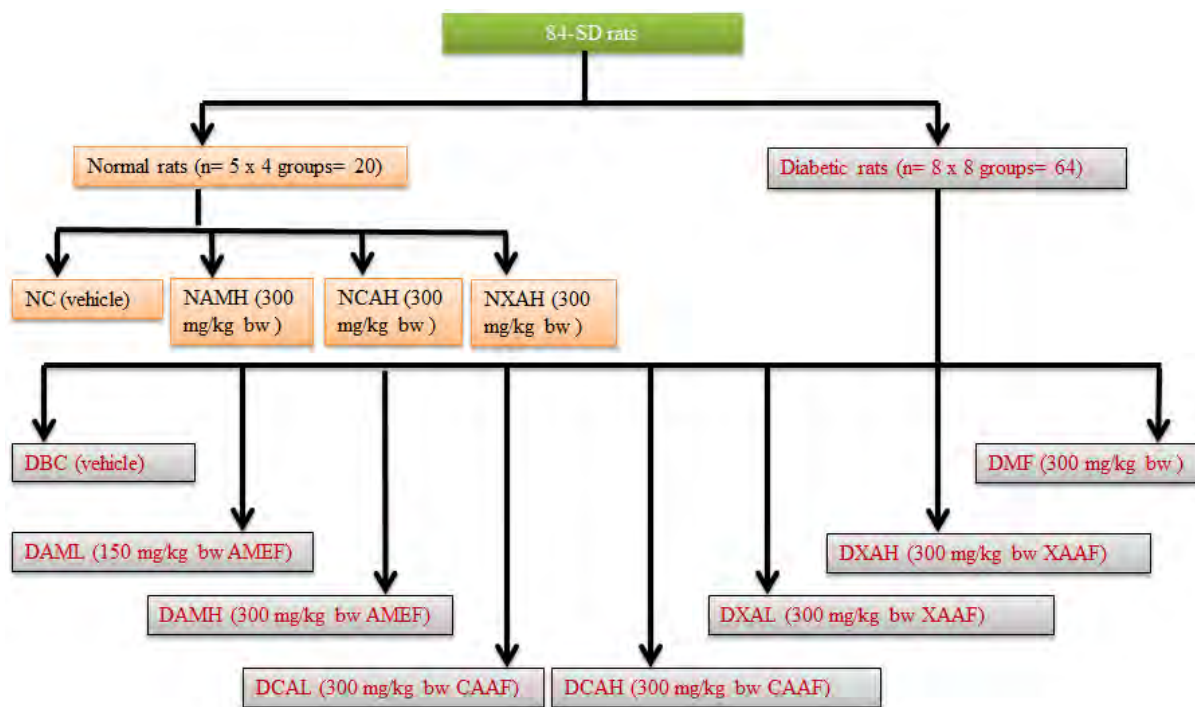 84-SD rats
Normal rats (n= 5 x 4 groups= 20)
Diabetic rats (n= 8 x 8 groups= 64)
NC (vehicle)
NAMH (300
mg/kg bw )
NCAH (300
mg/kg bw )
NXAH (300
mg/kg bw )
DBC (vehicle)
DMF (300 mg/kg bw )
DAML (150 mg/kg bw AMEF)
DXAH (300 mg/kg bw XAAF)
DAMH (300 mg/kg bw AMEF)
DXAL (300 mg/kg bw XAAF)
DCAL (300 mg/kg bw CAAF)
DCAH (300 mg/kg bw CAAF)